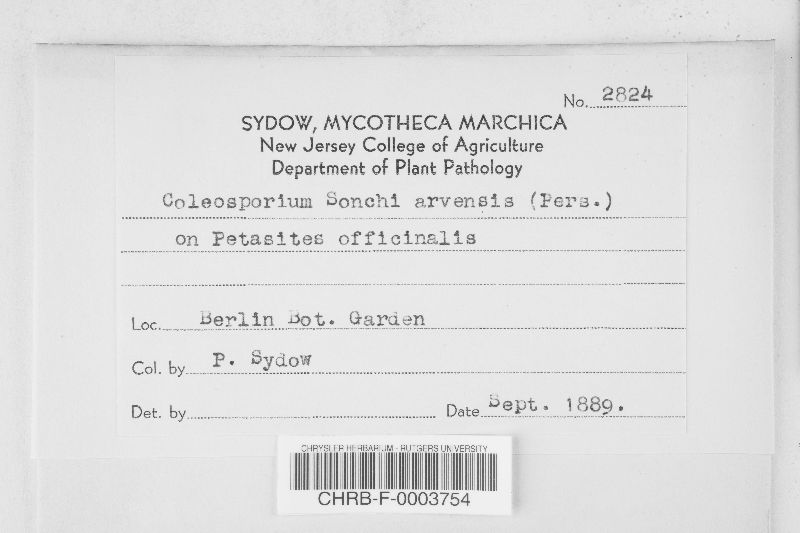 No. 2824
SYDOW, MYCOTHECA MARCHICA
New Jersey College of Agriculture
Department of Plant Pathology
Coleosporium Sonchi arvensis (Pers.)
on Petasites officinalis
Loc. Berlin Bot. Garden
Col. by P. Sydow
Det. by Date Sept. 1889.
CHRYSLER HERBARIUM - RUTGERS UNIVERSITY
CHRB-F-0003754